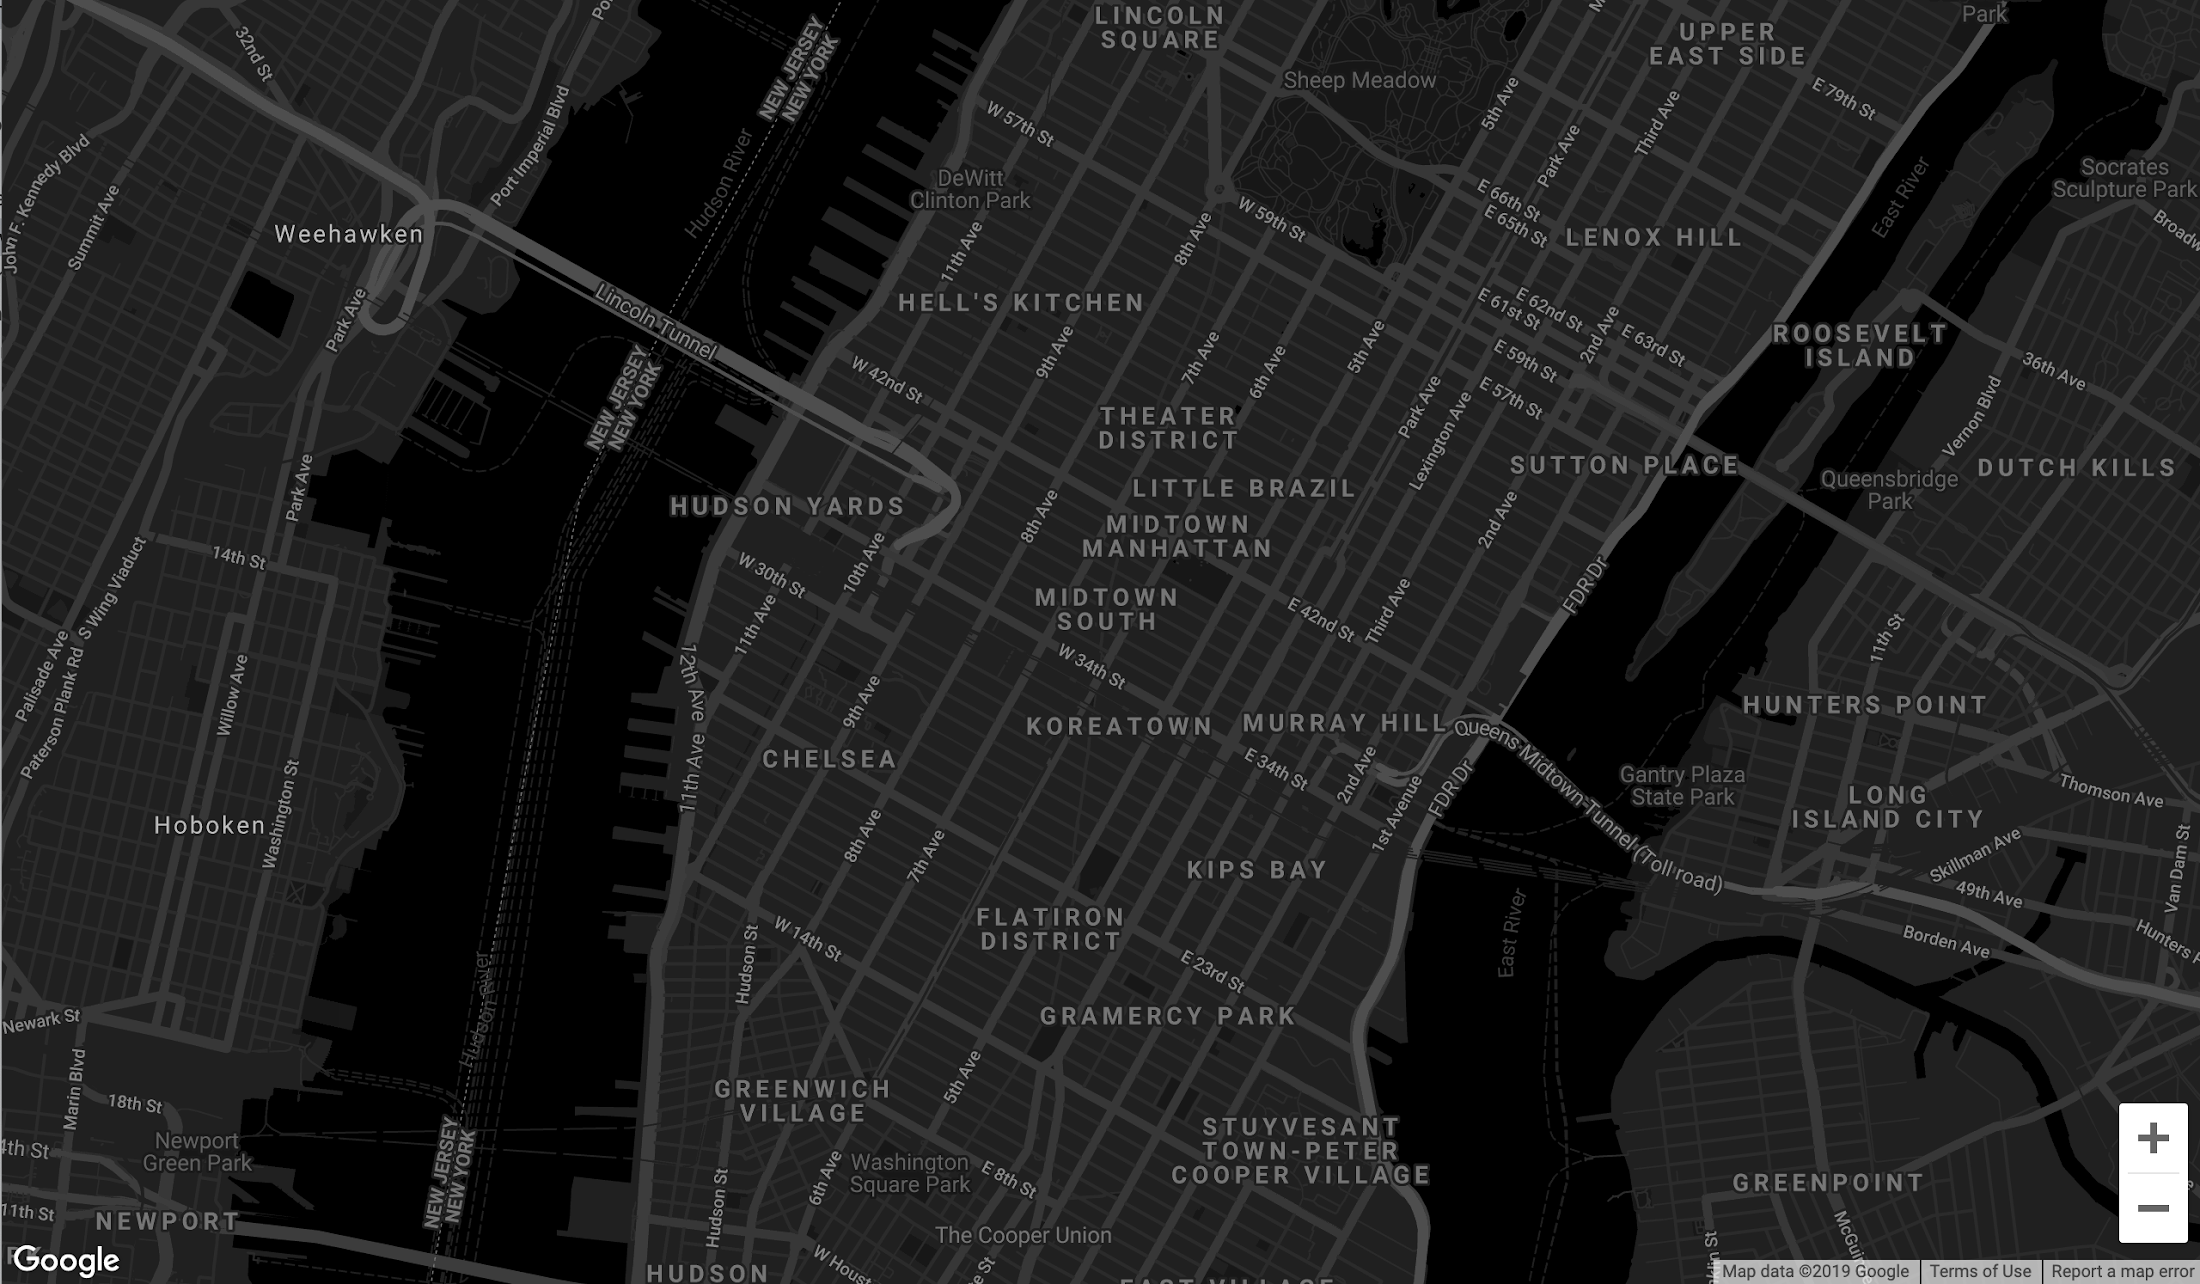 LINCOLN
SQUARE
Park
UPPER
EAST SIDE
32nd St
NEW JERSEY
NEW YORK
Sheep Meadow
5th Ave
E 79th St
Third Ave
Port Imperial Blvd
W 57th St
Park Ave
Hudson River
John F. Kennedy Blvd
Summit Ave
DeWitt
Clinton Park
Socrates
Sculpture Park
East River
E 66th St
E 65th St
W 59th St
Weehawken
11th Ave
8th Ave
LENOX HILL
Lincoln Tunnel
HELL'S KITCHEN
E 62nd St
E 61st St
Park Ave
2nd Ave
E 63rd St
ROOSEVELT
ISLAND
9th Ave
7th Ave
6th Ave
5th Ave
E 59th St
36th Ave
W 42nd St
E 57th St
NEW JERSEY
NEW YORK
THEATER
DISTRICT
Park Ave
Lexington Ave
Vernon Blvd
SUTTON PLACE
DUTCH KILLS
Park Ave
LITTLE BRAZIL
Queensbridge
Park
HUDSON YARDS
8th Ave
2nd Ave
MIDTOWN
MANHATTAN
14th St
S Wing Viaduct
W 30th St
10th Ave
FDR Dr
MIDTOWN
SOUTH
E 42nd St
Third Ave
11th Ave
11th St
Palisade Ave
Paterson Plank Rd
Willow Ave
12th Ave
W 34th St
9th Ave
HUNTERS POINT
KOREATOWN
MURRAY HILL
Queens-Midtown Tunnel (Toll road)
CHELSEA
11th Ave
E 34th St
2nd Ave
FDR Dr
Gantry Plaza
State Park
Thomson Ave
LONG
ISLAND CITY
Hoboken
Washington St
8th Ave
7th Ave
1st Avenue
Skillman Ave
Van Dam St
KIPS BAY
49th Ave
FLATIRON
DISTRICT
W 14th St
Hudson St
East River
Borden Ave
Hunters
E 23rd St
Hudson River
Newark St
GRAMERCY PARK
Marin Blvd
5th Ave
GREENWICH
VILLAGE
18th St
Newport
Green Park
NEW JERSEY
NEW YORK
STUYVESANT
TOWN-PETER
COOPER VILLAGE
Washington
Square Park
6th Ave
E 8th St
Hudson St
GREENPOINT
11th St
NEWPORT
The Cooper Union
HUDSON
Google
Map data ©2019 Google
Terms of Use
Report a map error